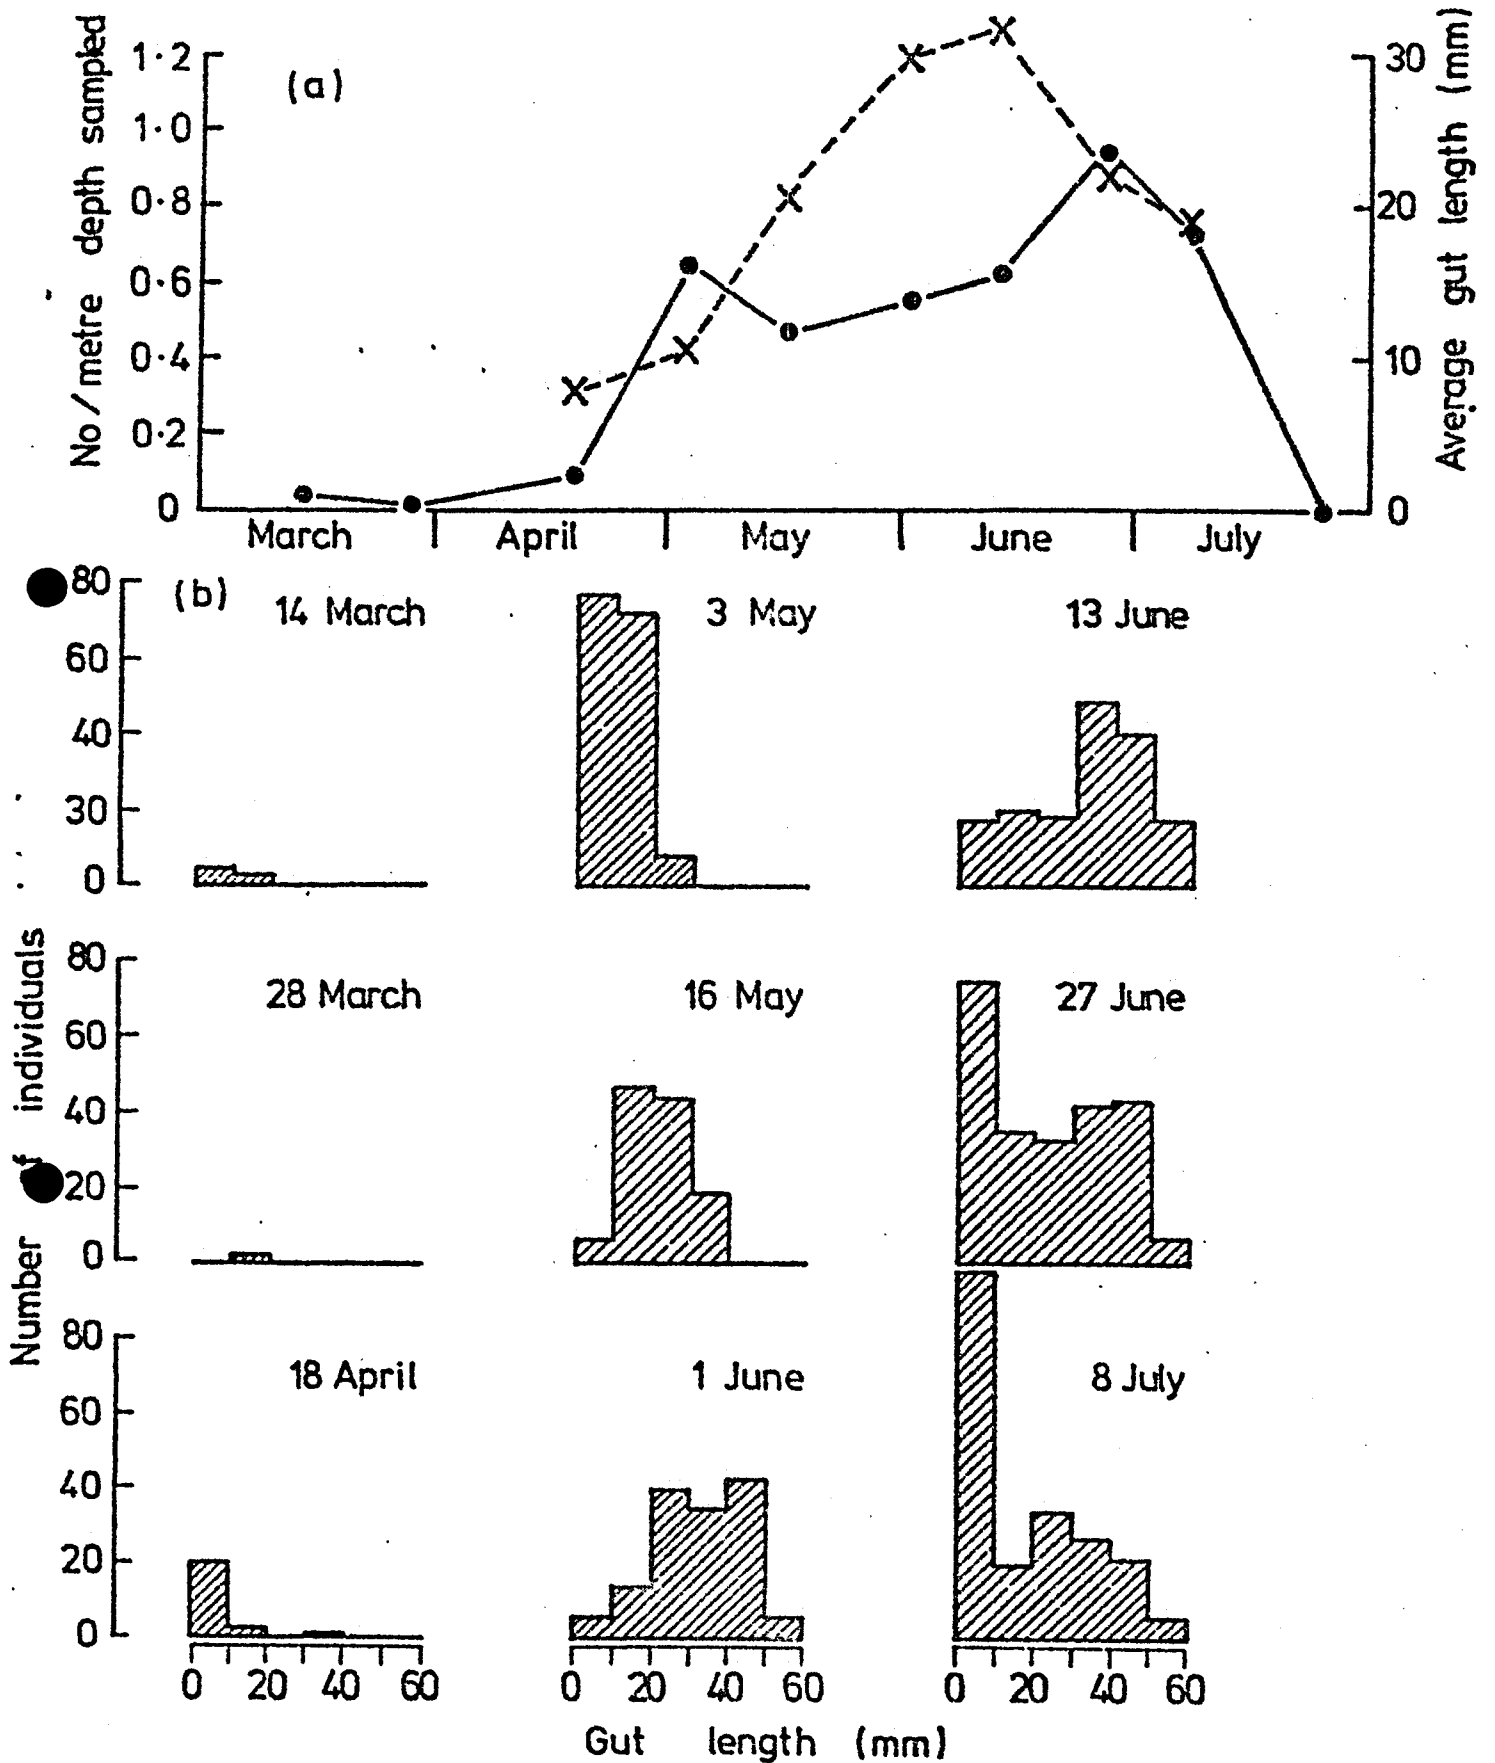 No/metre depth sampled
1·2
1·0
0·8
0·6
0·4
0·2
0
(a)
30
20
10
0
Average gut length (mm)
March April May June July
(b)
Number of individuals
80
60
40
30
0
14 March
3 May
13 June
80
60
40
20
0
28 March
16 May
27 June
80
60
40
20
0
18 April
1 June
8 July
0 20 40 60
0 20 40 60
0 20 40 60
Gut length (mm)